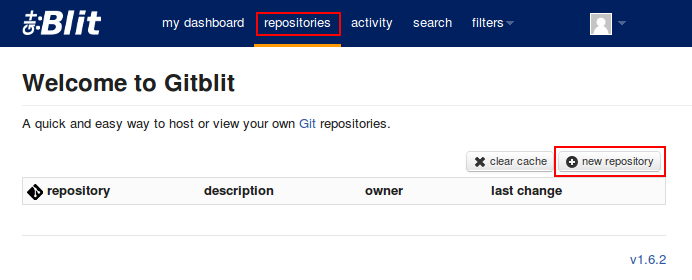 Git:Blit my dashboard repositories activity search filters
Welcome to Gitblit
A quick and easy way to host or view your own Git repositories.
clear cache new repository
repository description owner last change
v1.6.2